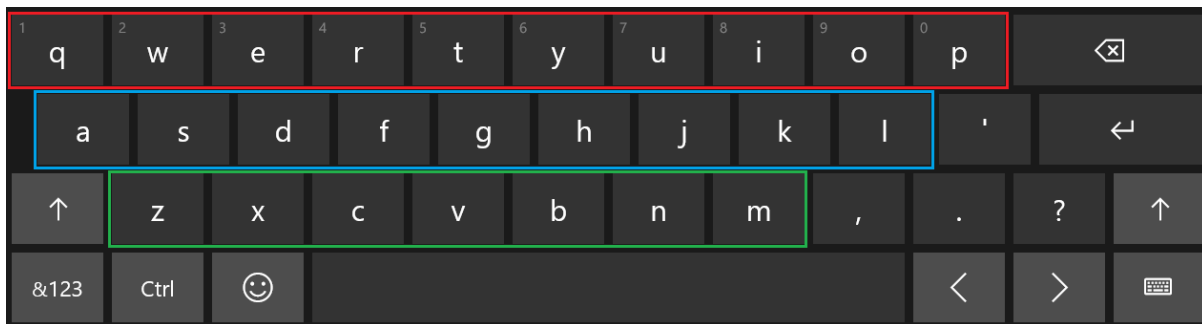 1 q 2 w 3 e 4 r 5 t 6 y 7 u 8 i 9 o 0 p
a s d f g h j k l '
z x c v b n m , . ?
&123 Ctrl